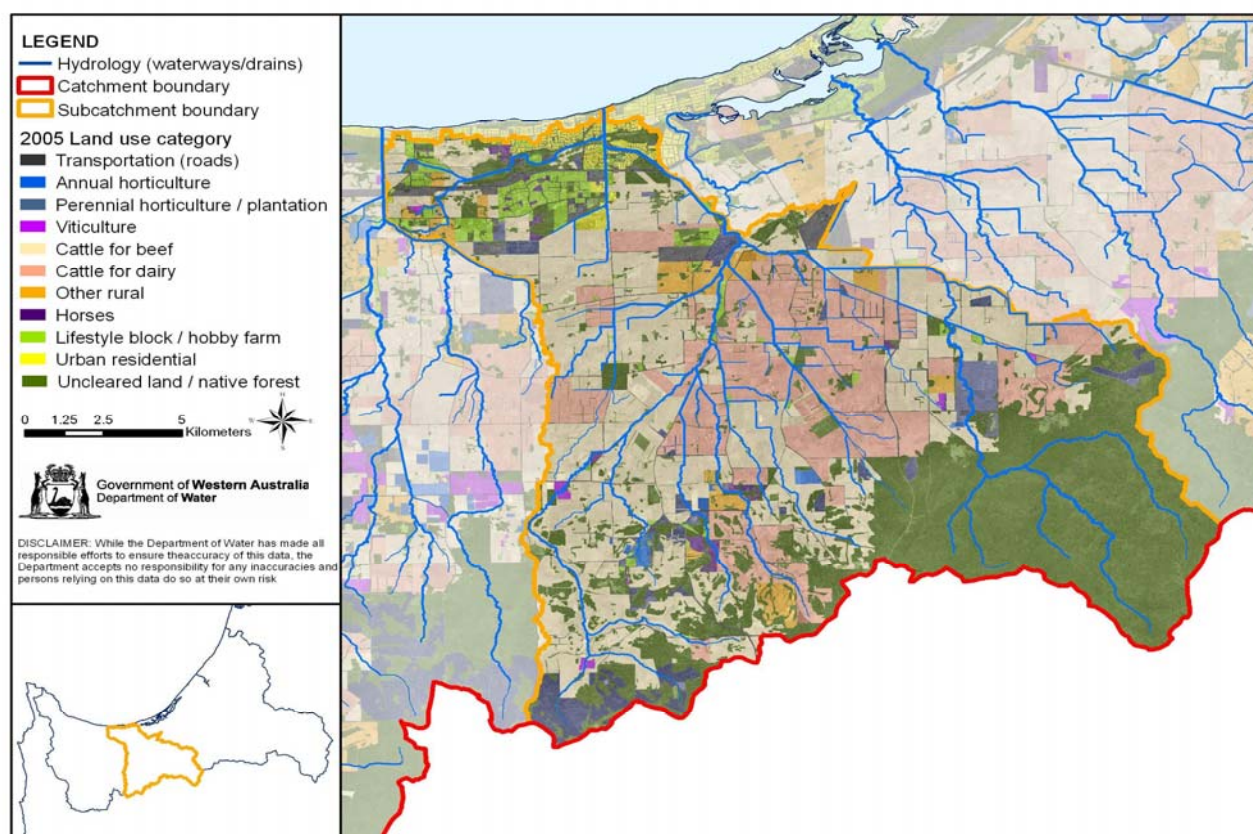 LEGEND
Hydrology (waterways/drains)
Catchment boundary
Subcatchment boundary
2005 Land use category
Transportation (roads)
Annual horticulture
Perennial horticulture / plantation
Viticulture
Cattle for beef
Cattle for dairy
Other rural
Horses
Lifestyle block / hobby farm
Urban residential
Uncleared land / native forest
0 1.25 2.5 5
Kilometers
Government of Western Australia
Department of Water
DISCLAIMER: While the Department of Water has made all
responsible efforts to ensure theaccuracy of this data, the
Department accepts no responsibility for any inaccuracies and
persons relying on this data do so at their own risk